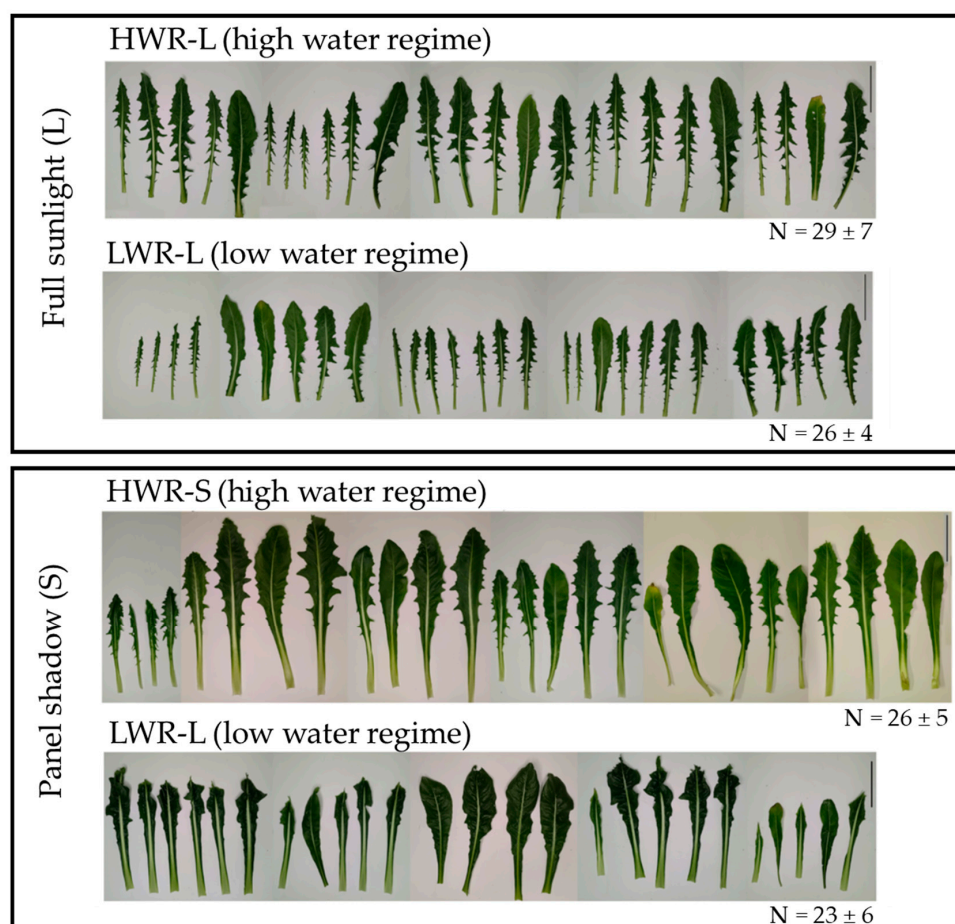 Full sunlight (L)
HWR-L (high water regime)
N = 29 ± 7
LWR-L (low water regime)
N = 26 ± 4
Panel shadow (S)
HWR-S (high water regime)
N = 26 ± 5
LWR-L (low water regime)
N = 23 ± 6